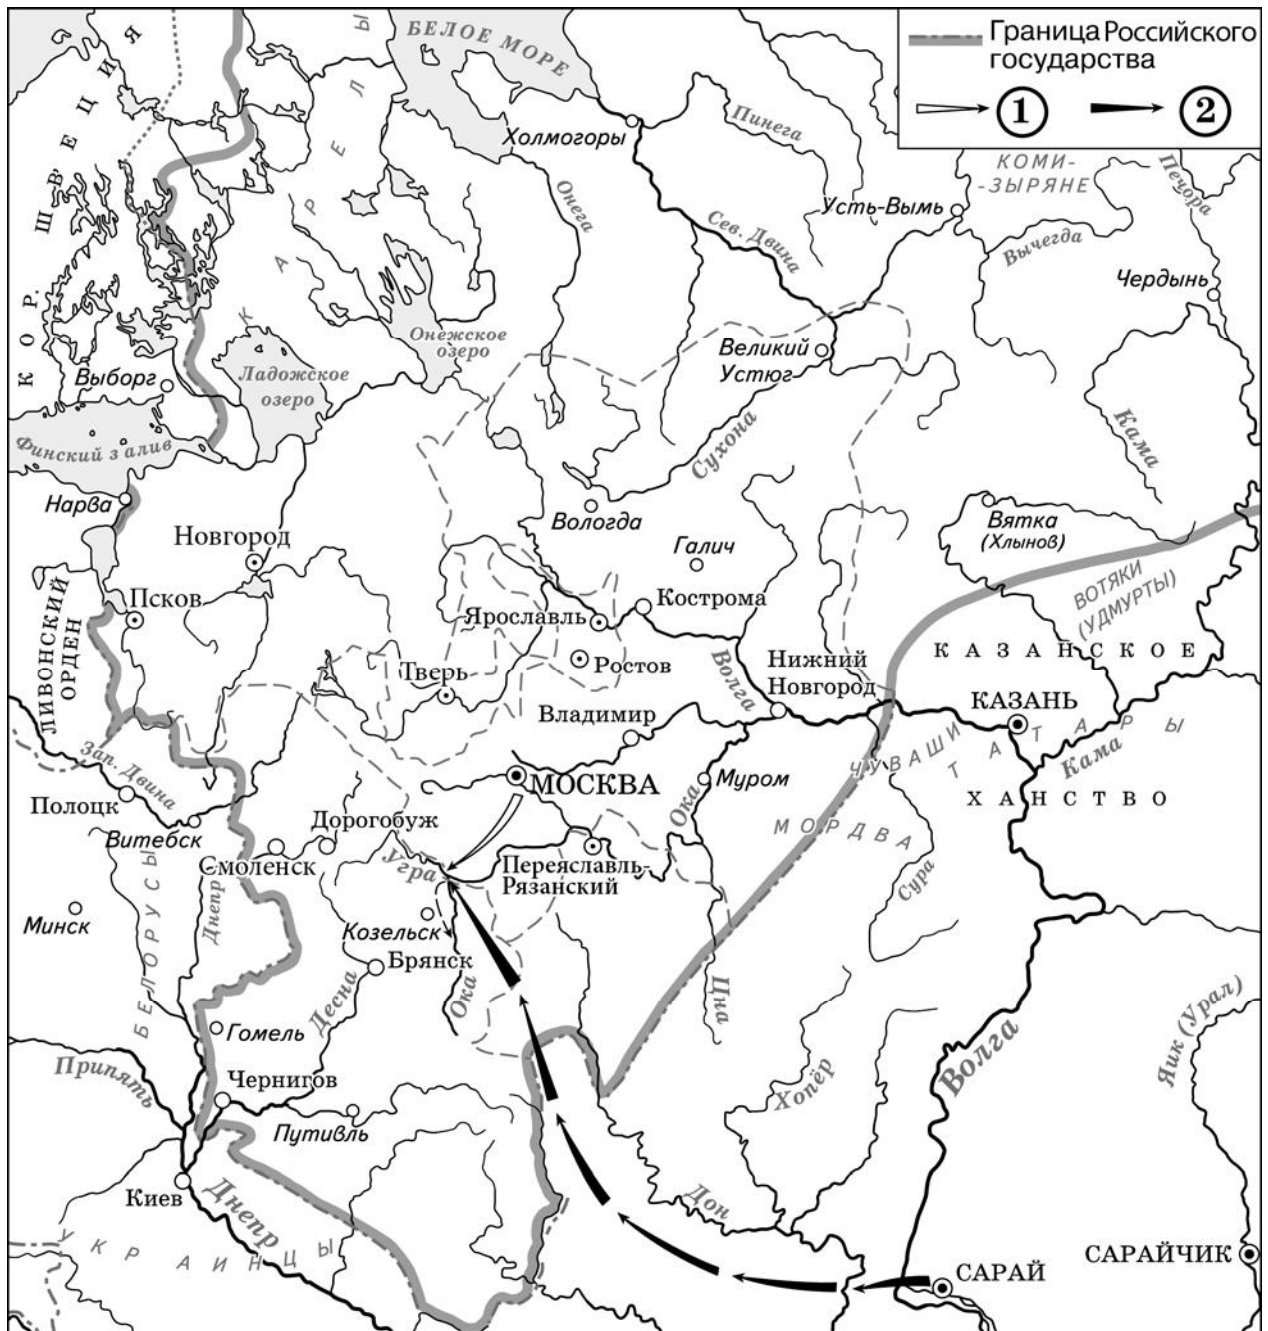 Граница Российского
государства
1
2
БЕЛОЕ МОРЕ
КОР. ШВЕЦИЯ
КАРЕЛЫ
Холмогоры
Пинега
КОМИ-
-ЗЫРЯНЕ
Печора
Онега
Усть-Вымь
Сев. Двина
Вычегда
Чердынь
Онежское
озеро
Великий
Устюг
Выборг
Ладожское
озеро
Финский залив
Сухона
Кама
Нарва
Вологда
Вятка
(Хлынов)
Новгород
Галич
ВОТЯКИ
(УДМУРТЫ)
Псков
Ярославль
Кострома
ЛИВОНСКИЙ
ОРДЕН
КАЗАНСКОЕ
Тверь
Ростов
Волга
Нижний
Новгород
КАЗАНЬ
Владимир
ЧУВАШИ
ТАТАРЫ
Кама
Зап. Двина
МОСКВА
Муром
Ока
ХАНСТВО
Полоцк
Витебск
Дорогобуж
МОРДВА
Смоленск
Угра
Переяславль-
Рязанский
Сура
Днепр
Минск
БЕЛОРУСЫ
Козельск
Брянск
Десна
Ока
Цна
Гомель
Волга
Яик (Урал)
Припять
Чернигов
Хопёр
Путивль
Киев
Днепр
Дон
УКРАИНЦЫ
САРАЙ
САРАЙЧИК